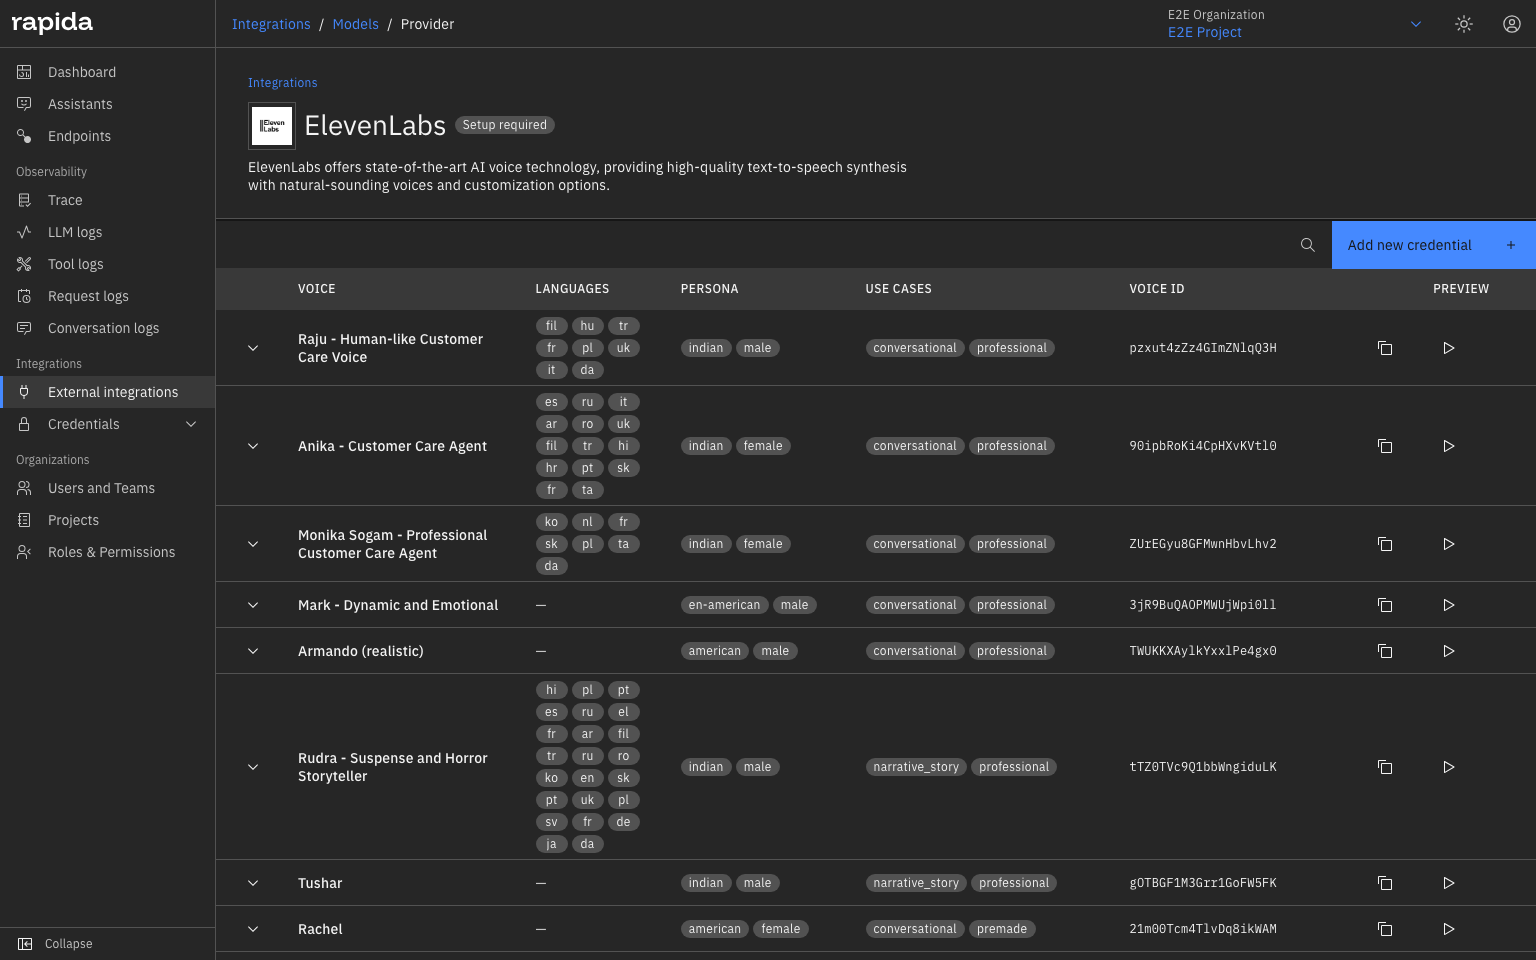 rapida
Integrations / Models / Provider
E2E Organization
E2E Project
Dashboard
Assistants
Endpoints
Observability
Trace
LLM logs
Tool logs
Request logs
Conversation logs
Integrations
External integrations
Credentials
Organizations
Users and Teams
Projects
Roles & Permissions
Collapse
Integrations
Eleven
Labs
ElevenLabs Setup required
ElevenLabs offers state-of-the-art AI voice technology, providing high-quality text-to-speech synthesis
with natural-sounding voices and customization options.
Add new credential +
VOICE LANGUAGES PERSONA USE CASES VOICE ID PREVIEW
Raju - Human-like Customer
Care Voice
fil hu tr
fr pl uk
it da
indian male conversational professional pzxut4zZz4GImZNlqQ3H
Anika - Customer Care Agent
es ru it
ar ro uk
fil tr hi
hr pt sk
fr ta
indian female conversational professional 90ipbRoKi4CpHXvKVtl0
Monika Sogam - Professional
Customer Care Agent
ko nl fr
sk pl ta
da
indian female conversational professional ZUrEGyu8GFMwnHbvLhv2
Mark - Dynamic and Emotional — en-american male conversational professional 3jR9BuQAOPMWUjWpi0ll
Armando (realistic) — american male conversational professional TWUKKXAylkYxxlPe4gx0
Rudra - Suspense and Horror
Storyteller
hi pl pt
es ru el
fr ar fil
tr ru ro
ko en sk
pt uk pl
sv fr de
ja da
indian male narrative_story professional tTZ0TVc9Q1bbWngiduLK
Tushar — indian male narrative_story professional gOTBGF1M3Grr1GoFW5FK
Rachel — american female conversational premade 21m00Tcm4TlvDq8ikWAM